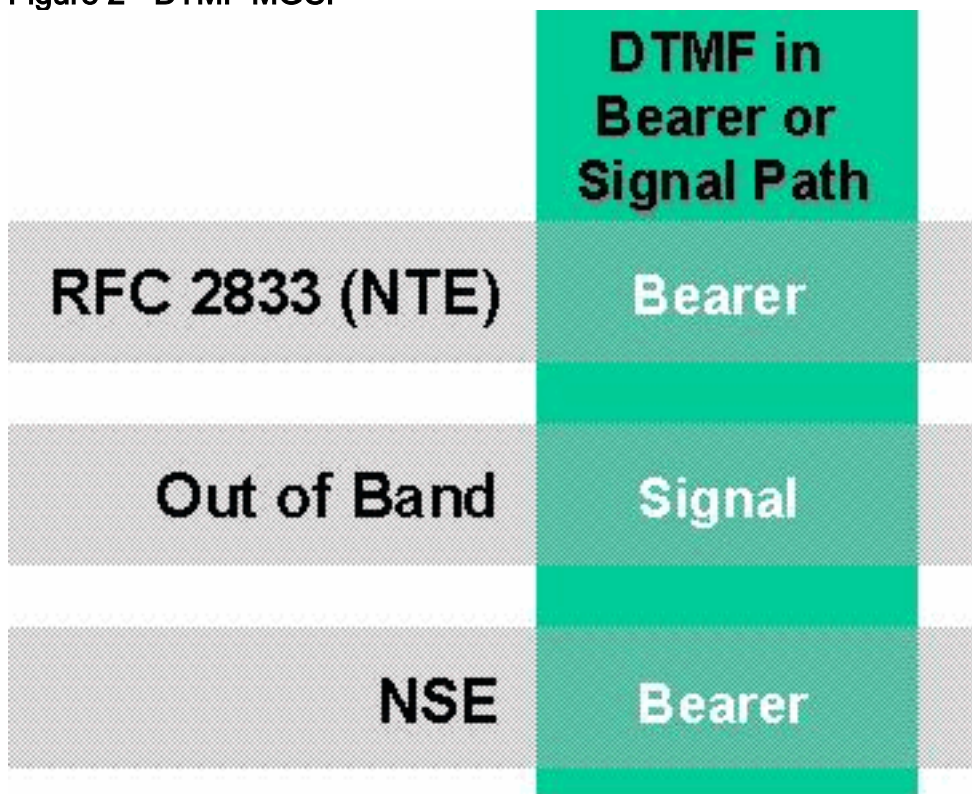 DTMF in
Bearer or
Signal Path
RFC 2833 (NTE) Bearer
Out of Band Signal
NSE Bearer